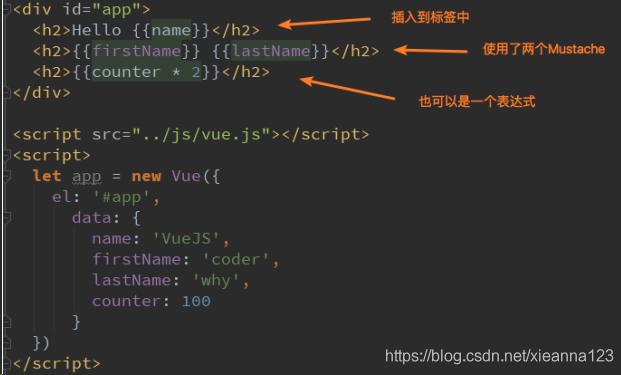 <div id="app">
<h2>Hello {{name}}</h2> 插入到标签中
<h2>{{firstName}} {{lastName}}</h2> 使用了两个Mustache
<h2>{{counter * 2}}</h2>
</div> 也可以是一个表达式
<script src="../js/vue.js"></script>
<script>
let app = new Vue({
el: '#app',
data: {
name: 'VueJS',
firstName: 'coder',
lastName: 'why',
counter: 100
}
})
</script>
https://blog.csdn.net/xieanna123